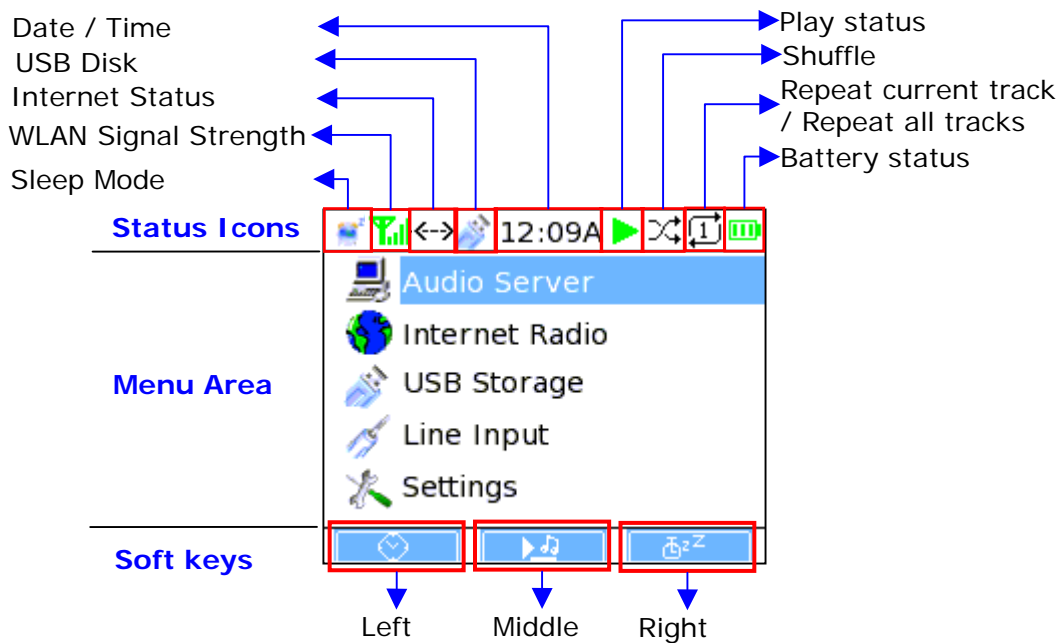 Date / Time
USB Disk
Internet Status
WLAN Signal Strength
Sleep Mode
Play status
Shuffle
Repeat current track
/ Repeat all tracks
Battery status
Status Icons
12:09A
1
Menu Area
Audio Server
Internet Radio
USB Storage
Line Input
Settings
Soft keys
zZ
Left
Middle
Right